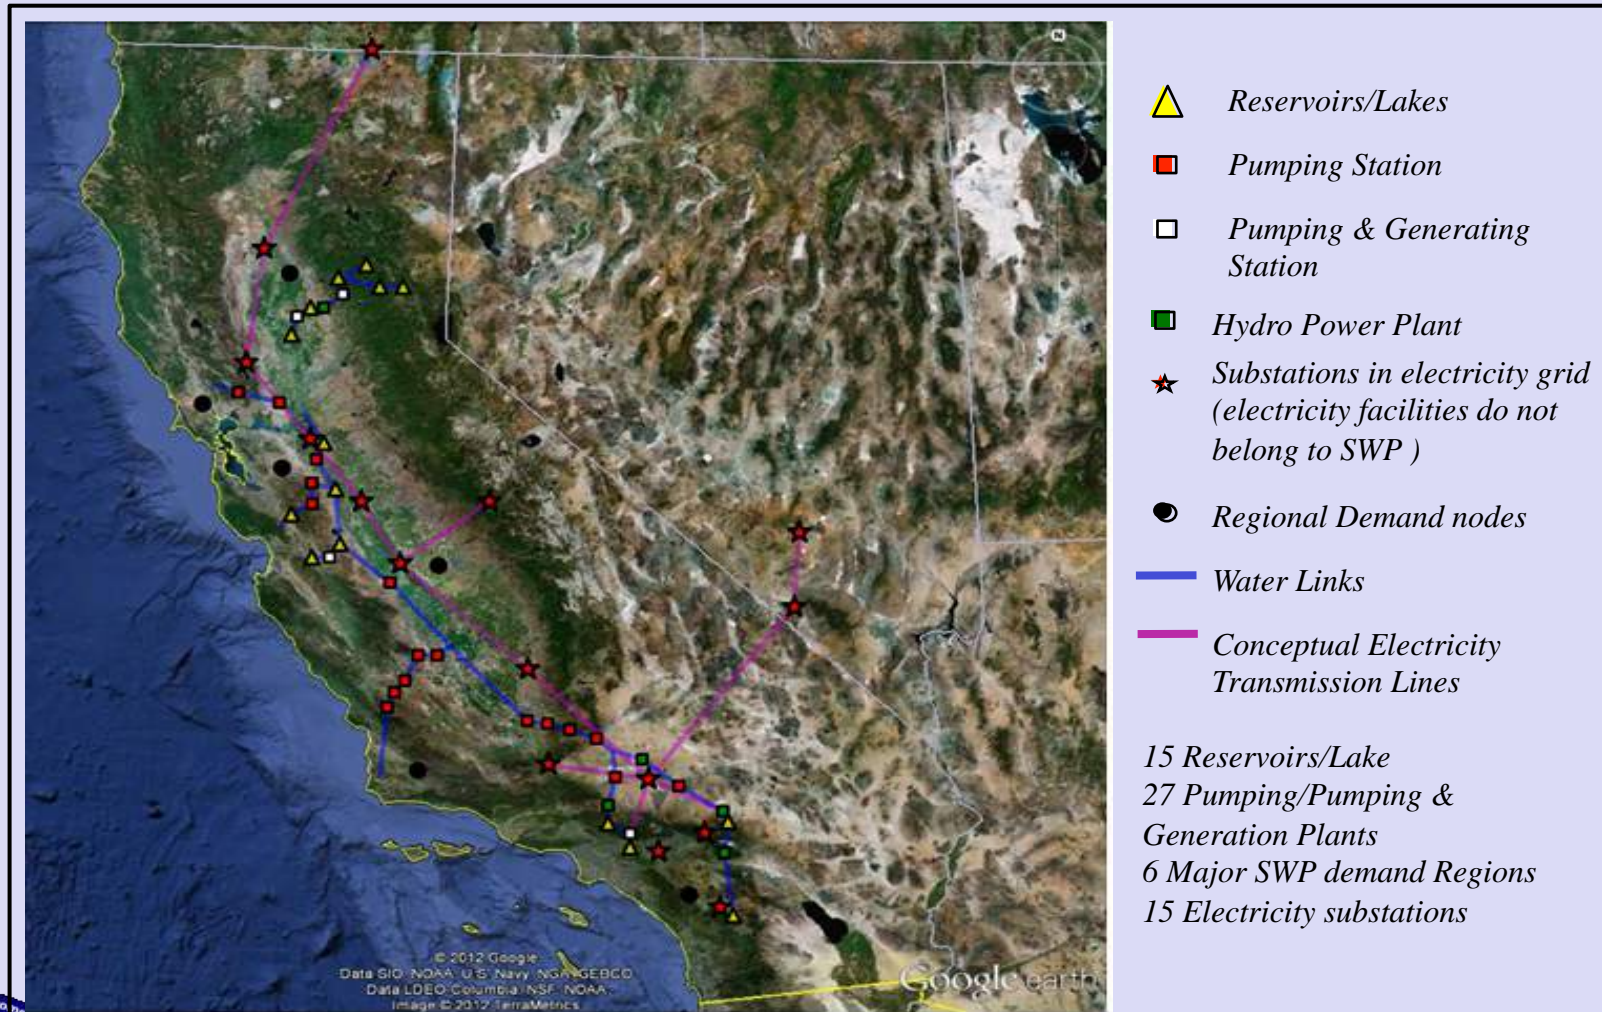 N
Reservoirs/Lakes
Pumping Station
Pumping & Generating
Station
Hydro Power Plant
Substations in electricity grid
(electricity facilities do not
belong to SWP )
Regional Demand nodes
Water Links
Conceptual Electricity
Transmission Lines
15 Reservoirs/Lake
27 Pumping/Pumping &
Generation Plants
6 Major SWP demand Regions
15 Electricity substations
© 2012 Google
Data SIO, NOAA, U.S. Navy, NGA, GEBCO
Data LDEO-Columbia, NSF, NOAA
Image © 2012 TerraMetrics
Google earth